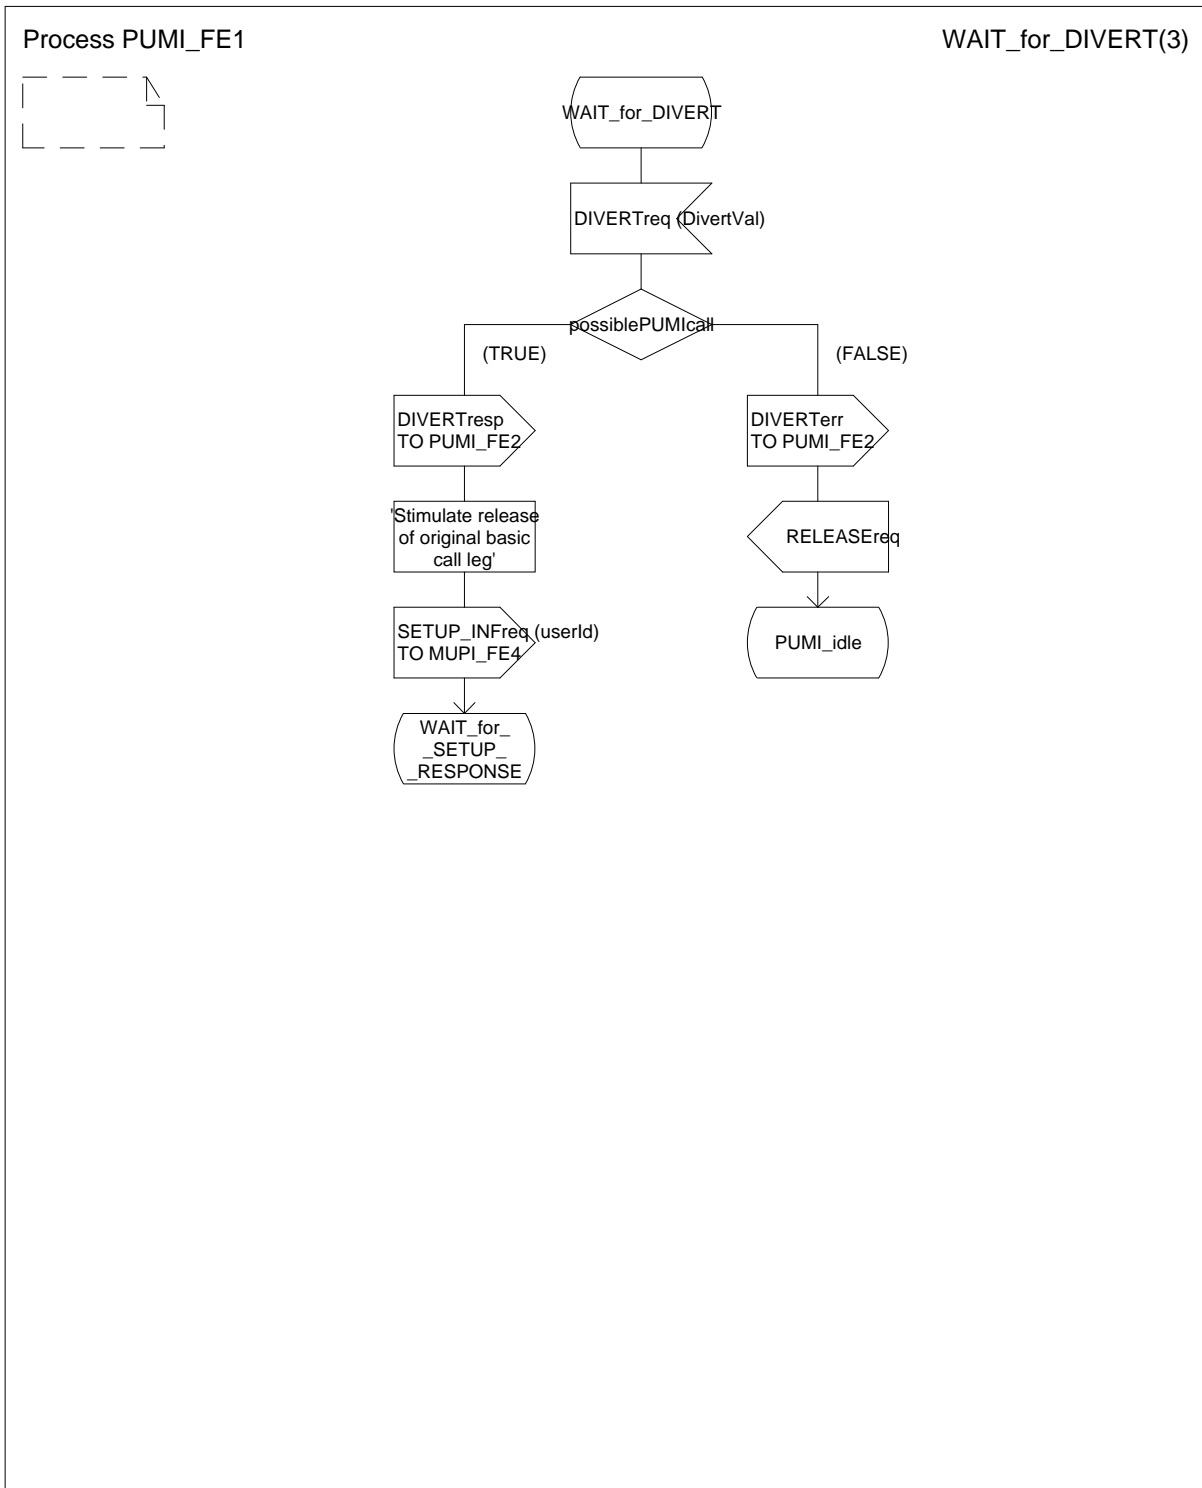 Process PUMI_FE1
WAIT_for_DIVERT(3)
WAIT_for_DIVERT
DIVERTreq (DivertVal)
possiblePUMIcall
(TRUE)
(FALSE)
DIVERTresp
TO PUMI_FE2
DIVERTerr
TO PUMI_FE2
'Stimulate release
of original basic
call leg'
RELEASEreq
SETUP_INFreq (userId)
TO MUPI_FE4
PUMI_idle
WAIT_for_
_SETUP_
_RESPONSE